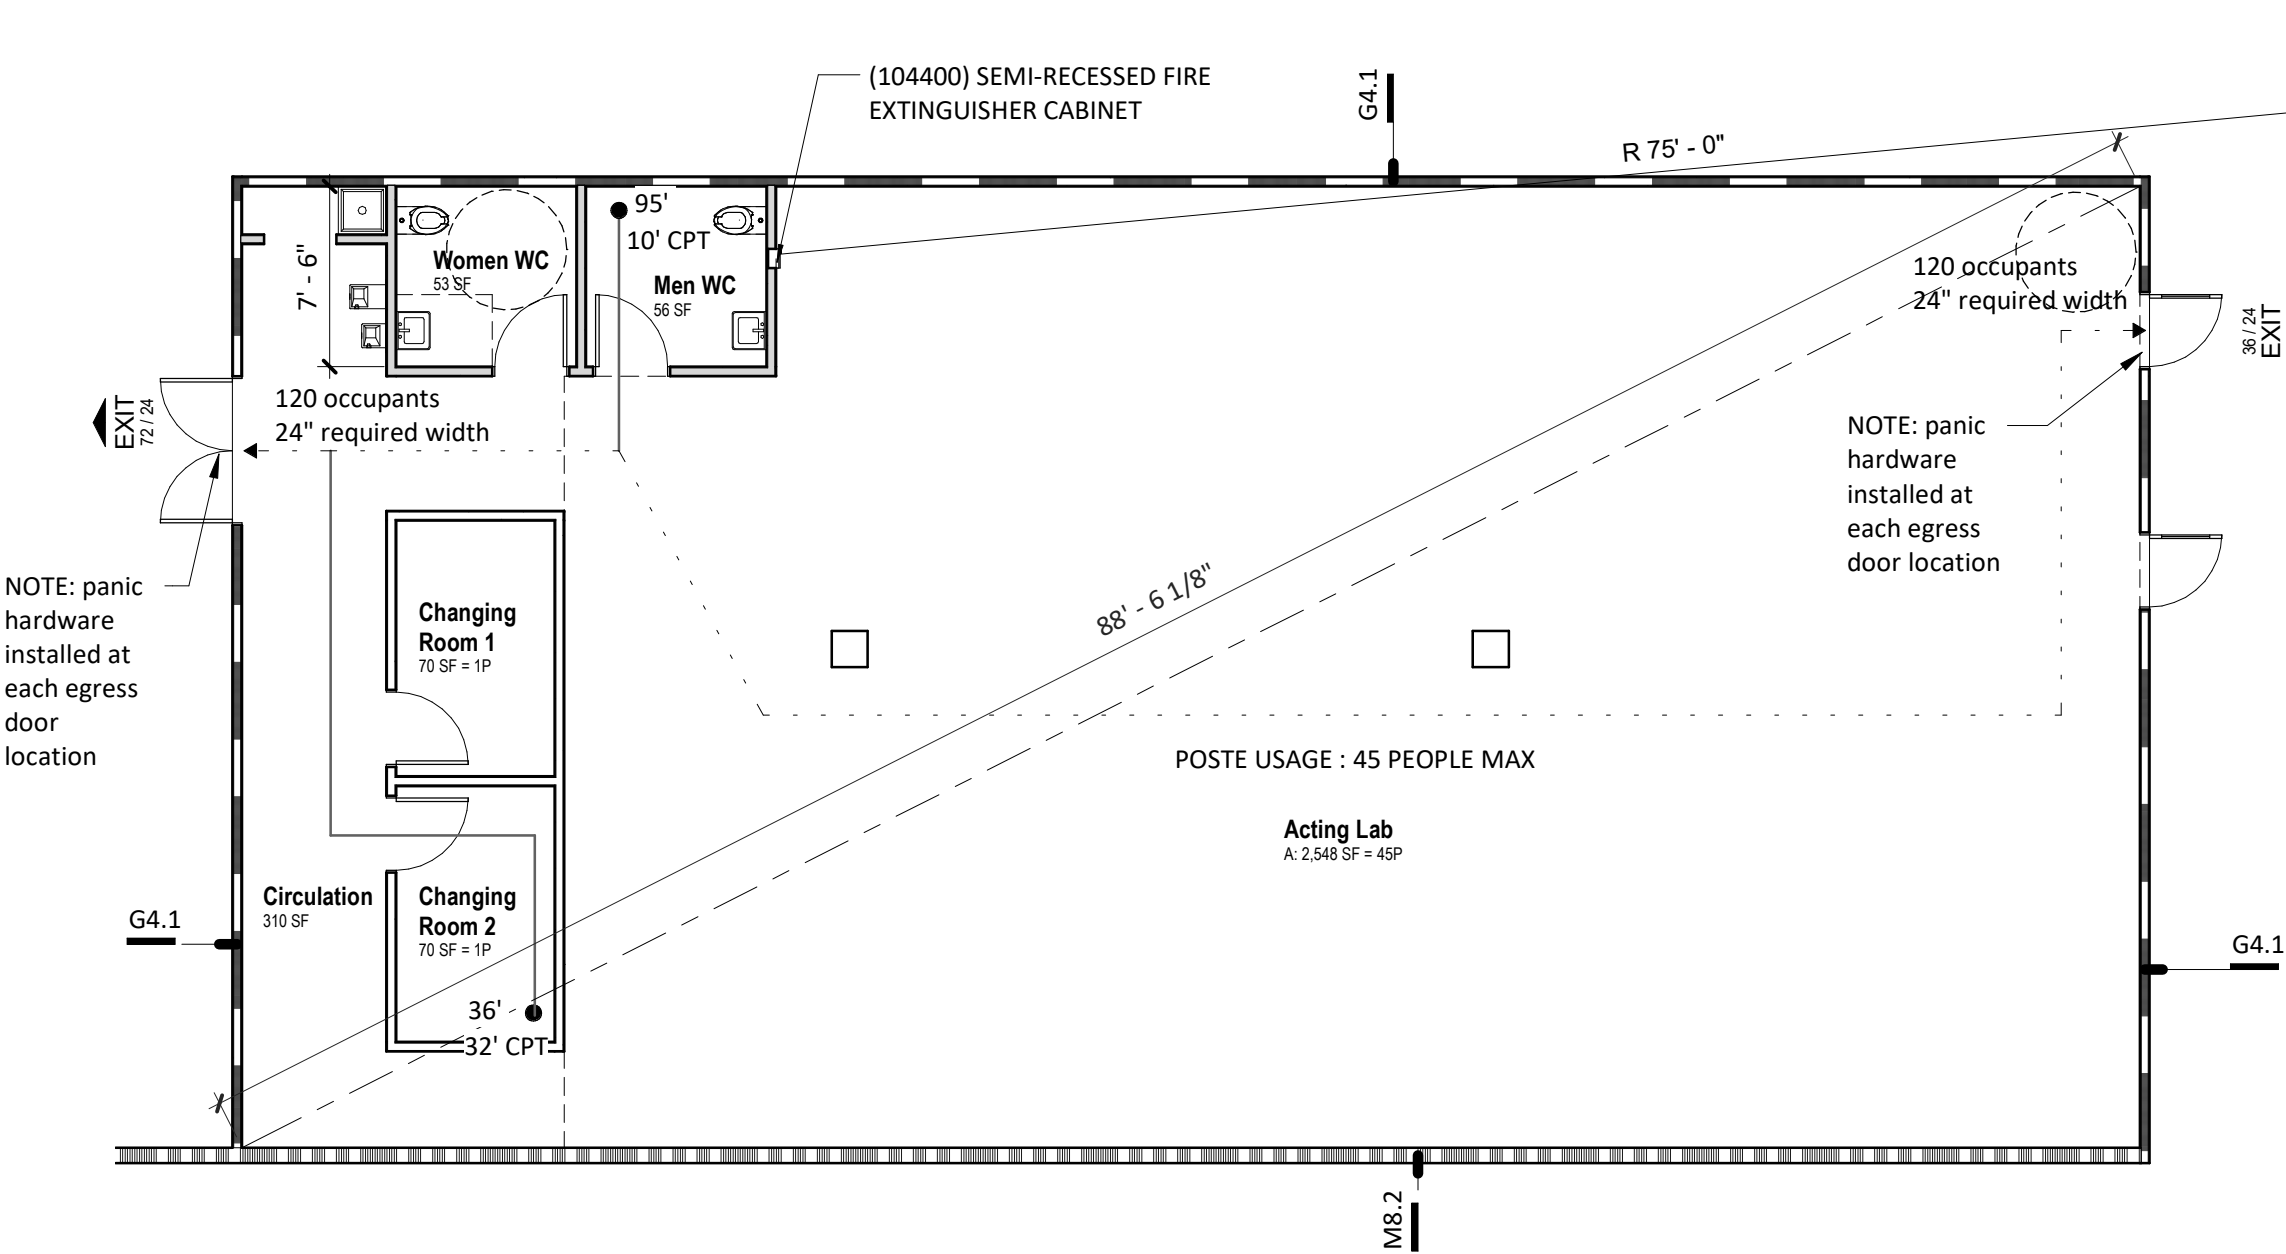 (104400) SEMI-RECESSED FIRE
EXTINGUISHER CABINET
G4.1
R 75' - 0"
95'
10' CPT
7' - 6"
Women WC
53 SF
Men WC
56 SF
120 occupants
24" required width
36 / 24
EXIT
EXIT
72 / 24
120 occupants
24" required width
NOTE: panic
hardware
installed at
each egress
door location
NOTE: panic
hardware
installed at
each egress
door
location
88' - 6 1/8"
Changing
Room 1
70 SF = 1P
POSTE USAGE : 45 PEOPLE MAX
Acting Lab
A: 2,548 SF = 45P
Circulation
310 SF
Changing
Room 2
70 SF = 1P
G4.1
G4.1
36'
32' CPT
M8.2